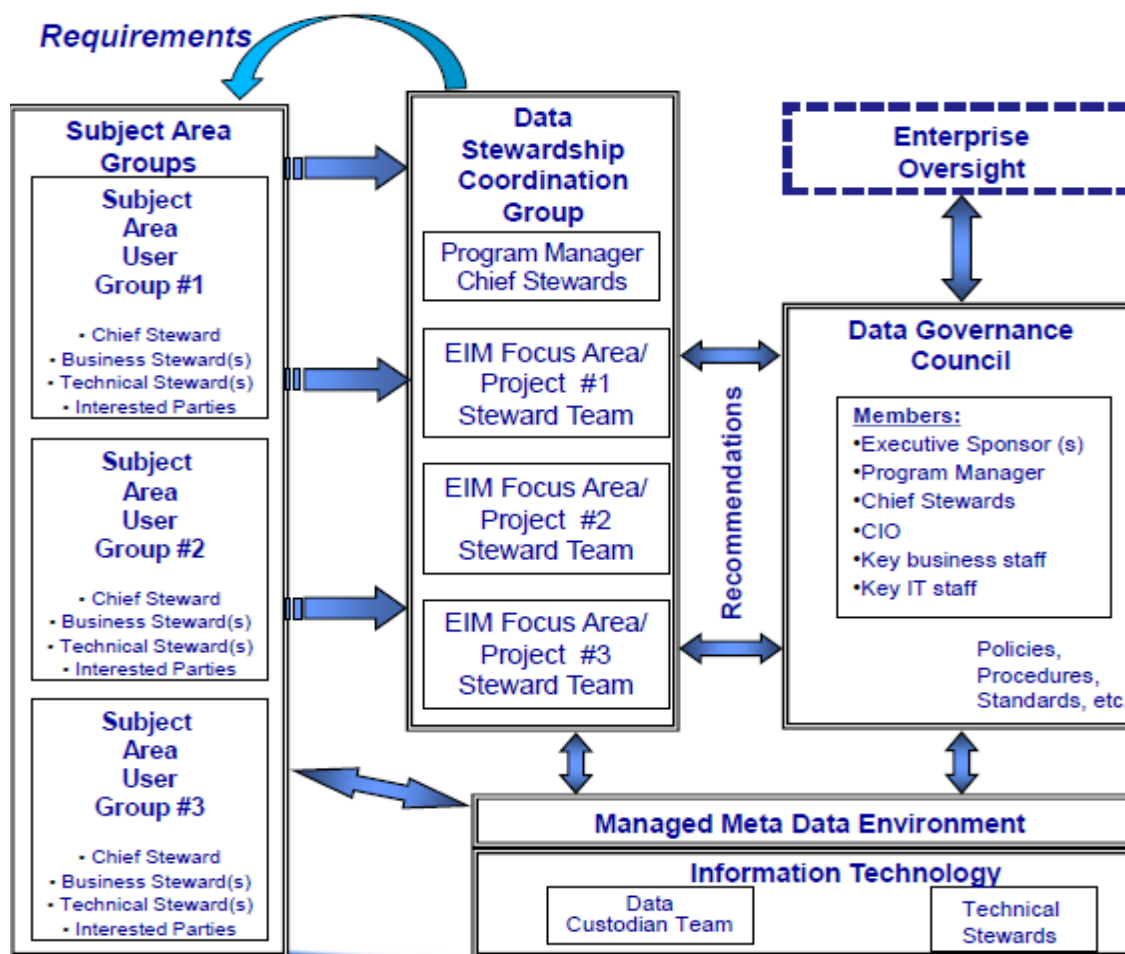 Requirements
Subject Area
Groups
Subject
Area
User
Group #1
▪ Chief Steward
▪ Business Steward(s)
▪ Technical Steward(s)
▪ Interested Parties
Subject
Area
User
Group #2
▪ Chief Steward
▪ Business Steward(s)
▪ Technical Steward(s)
▪ Interested Parties
Subject
Area
User
Group #3
▪ Chief Steward
▪ Business Steward(s)
▪ Technical Steward(s)
▪ Interested Parties
Data
Stewardship
Coordination
Group
Program Manager
Chief Stewards
EIM Focus Area/
Project #1
Steward Team
EIM Focus Area/
Project #2
Steward Team
EIM Focus Area/
Project #3
Steward Team
Recommendations
Enterprise
Oversight
Data Governance
Council
Members:
•Executive Sponsor (s)
•Program Manager
•Chief Stewards
•CIO
•Key business staff
•Key IT staff
Policies,
Procedures,
Standards, etc.
Managed Meta Data Environment
Information Technology
Data
Custodian Team
Technical
Stewards